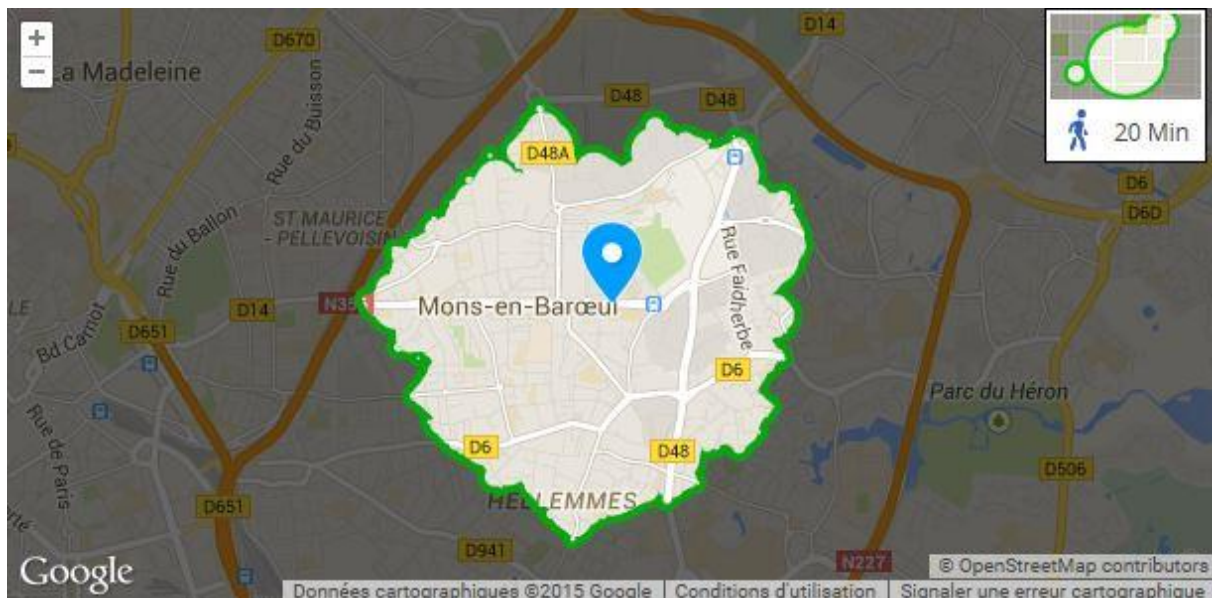 +
−
D14
D670
La Madeleine
Rue du Buisson
D48
D48
20 Min
D48A
D6
D6D
Rue du Ballon
ST MAURICE
- PELLEVOISIN
Rue Faidherbe
D14
N356
Mons-en-Barœul
Bd Carnot
D651
D6
Parc du Héron
Rue de Paris
D6
D48
D506
HELLEMMES
D651
D941
N227
Google
© OpenStreetMap contributors
Données cartographiques ©2015 Google
Conditions d'utilisation
Signaler une erreur cartographique